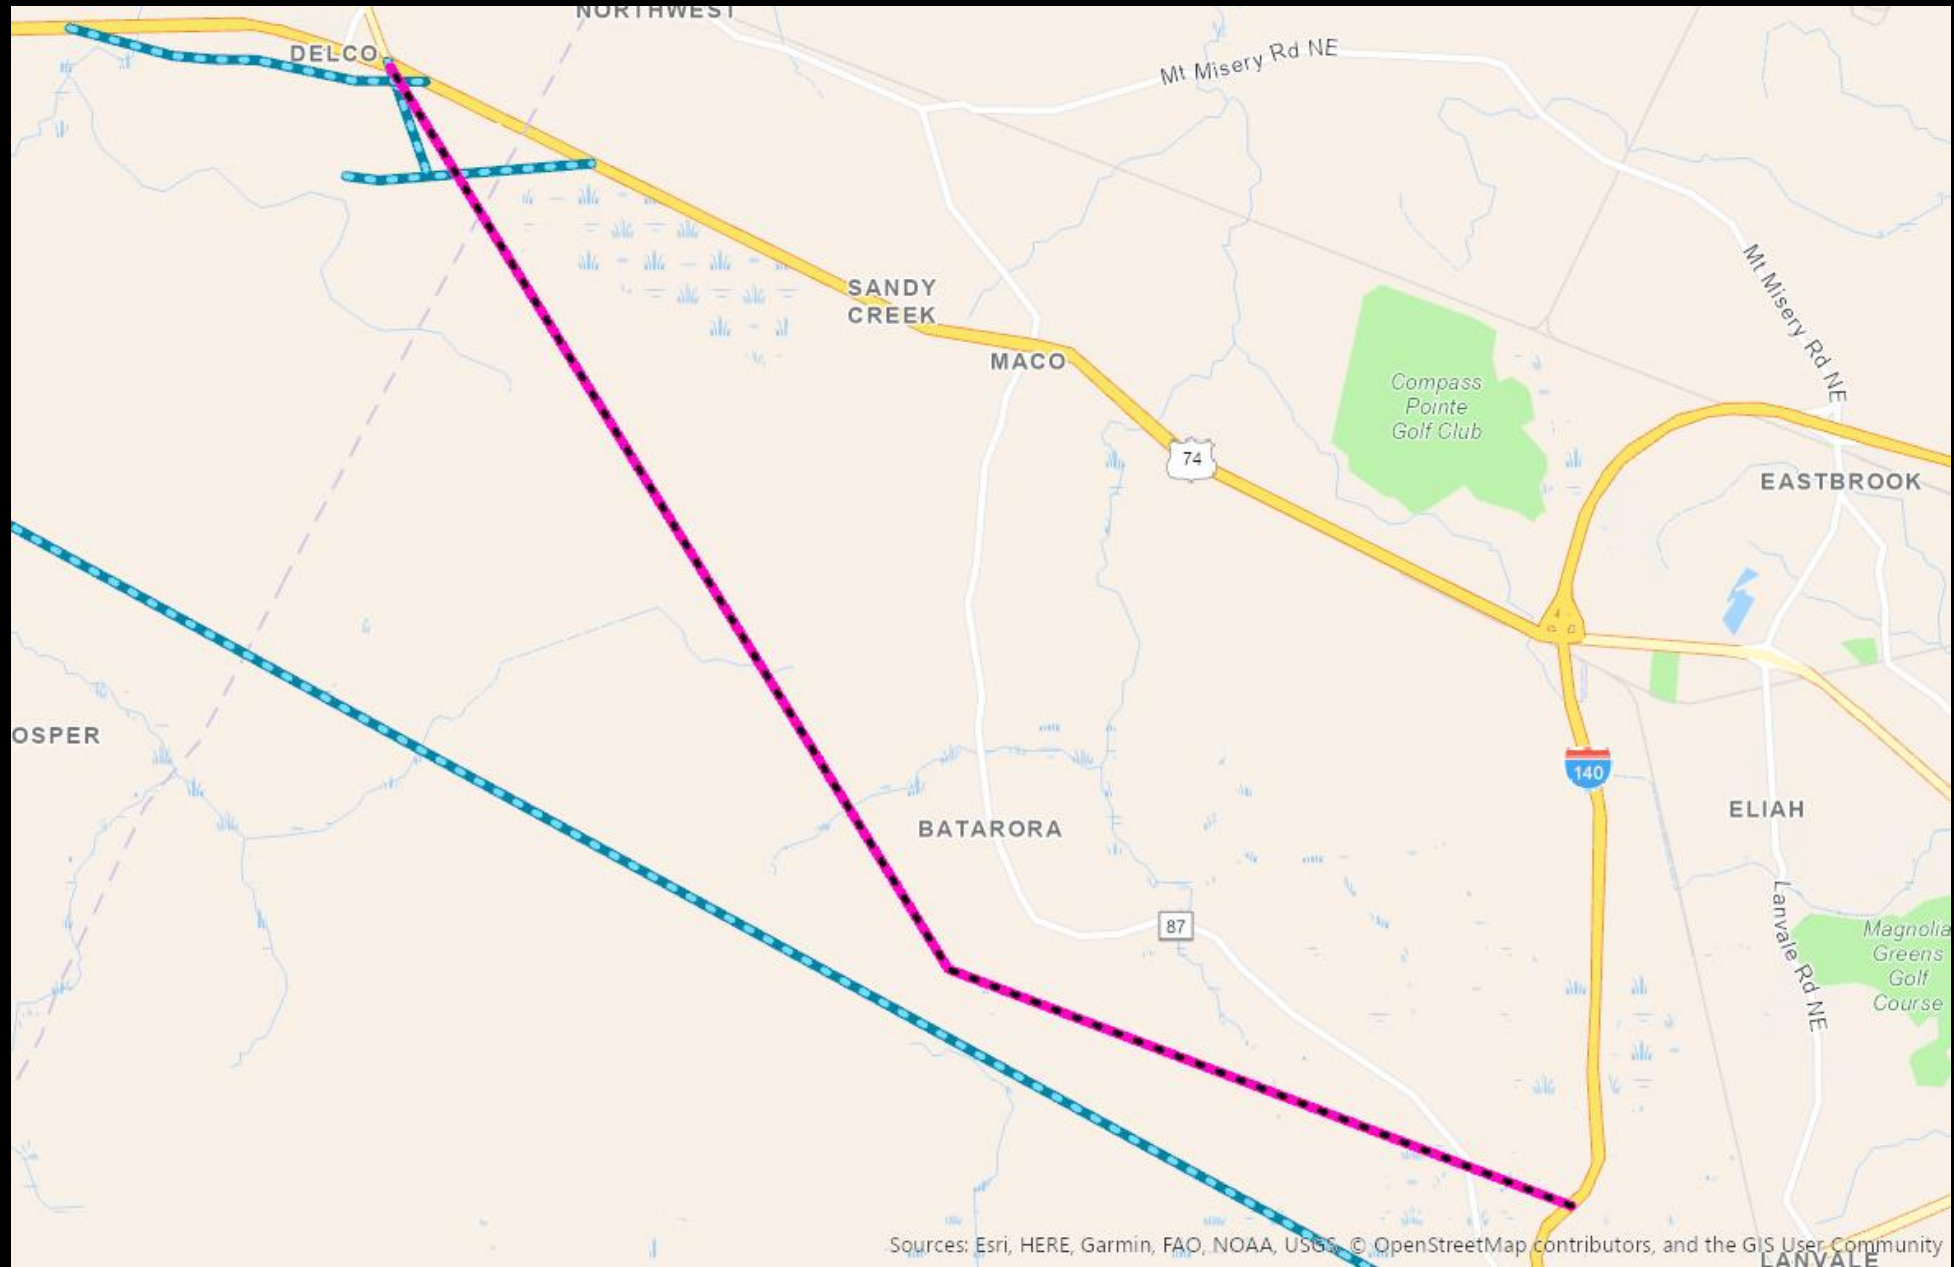 NORTHWEST
DELCO
Mt Misery Rd NE
SANDY
CREEK
MACO
Mt Misery Rd NE
Compass
Pointe
Golf Club
74
EASTBROOK
OSPER
140
ELIAH
BATARORA
87
Lanvale Rd NE
Magnolia
Greens
Golf
Course
Sources: Esri, HERE, Garmin, FAO, NOAA, USGS, © OpenStreetMap contributors, and the GIS User Community
LANVALE